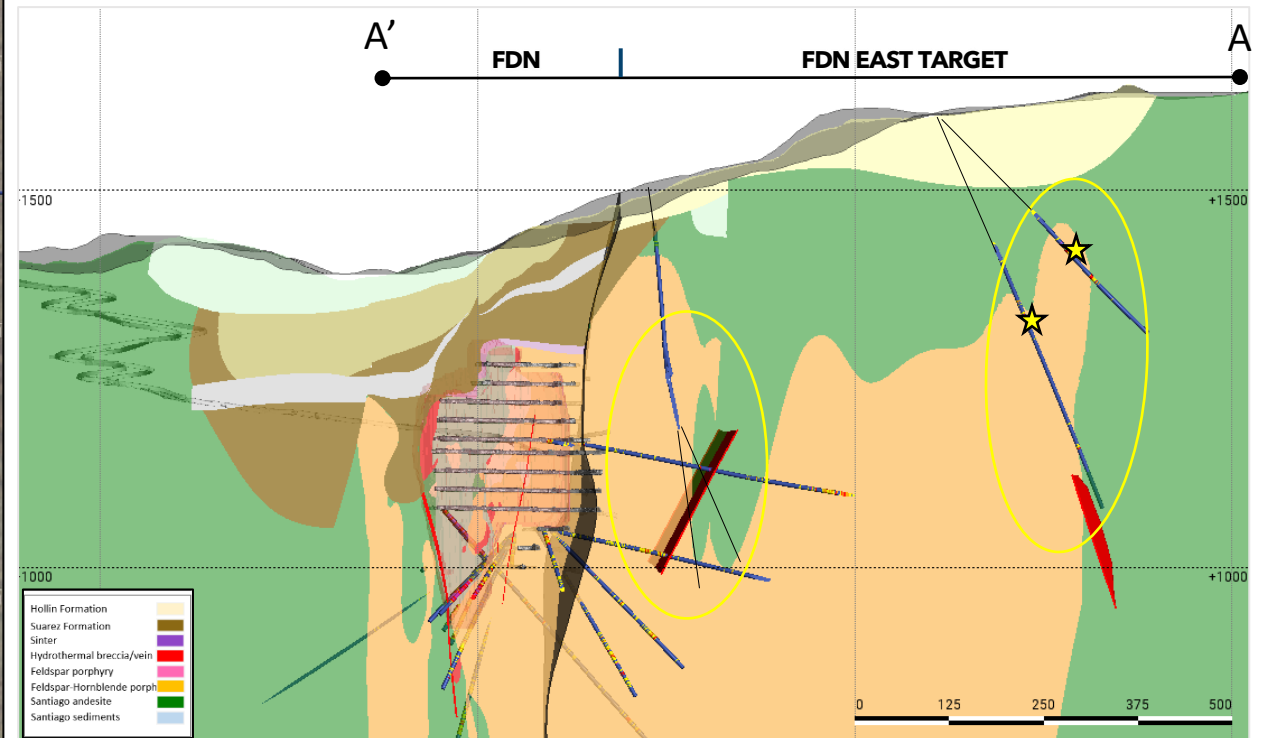 A’
A
FDN
FDN EAST TARGET
1500
+1500
1000
+1000
Hollin Formation
Suarez Formation
Sinter
Hydrothermal breccia/vein
Feldspar porphyry
Feldspar-Hornblende porph
Santiago andesite
Santiago sediments
0 125 250 375 500